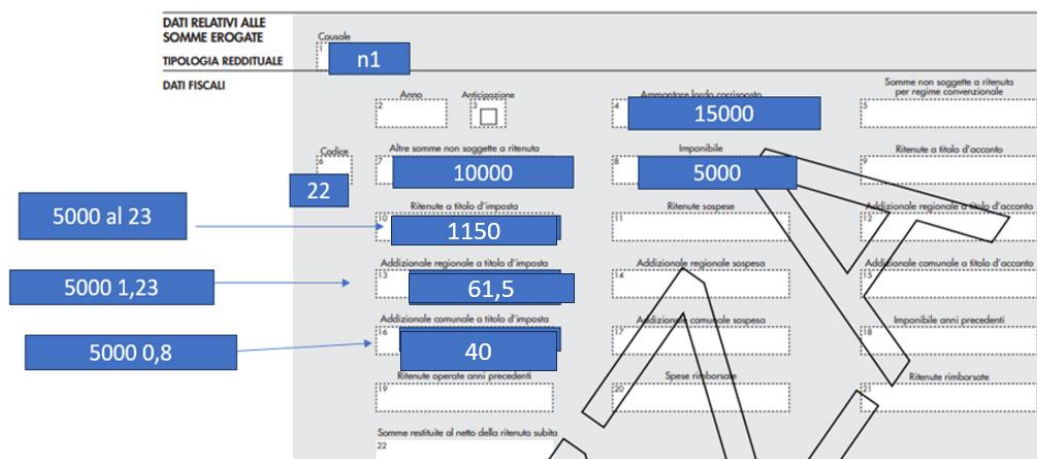 DATI RELATIVI ALLE
SOMME EROGATE
TIPOLOGIA REDDITUALE
Causale
1
n1
DATI FISCALI
Anno
2
Anticipazione
3
Ammontare lordo corrisposto
4
15000
Somme non soggette a ritenuta
per regime convenzionale
5
Codice
6
22
Altre somme non soggette a ritenuta
7
10000
Imponibile
8
5000
Ritenute a titolo d'acconto
9
5000 al 23
Ritenute a titolo d'imposta
10
1150
Ritenute sospese
11
Addizionale regionale a titolo d'acconto
12
5000 1,23
Addizionale regionale a titolo d'imposta
13
61,5
Addizionale regionale sospesa
14
Addizionale comunale a titolo d'acconto
15
5000 0,8
Addizionale comunale a titolo d'imposta
16
40
Addizionale comunale sospesa
17
Imponibile anni precedenti
18
Ritenute operate anni precedenti
19
Spese rimborsate
20
Ritenute rimborsate
21
Somme restituite al netto della ritenuta subita
22